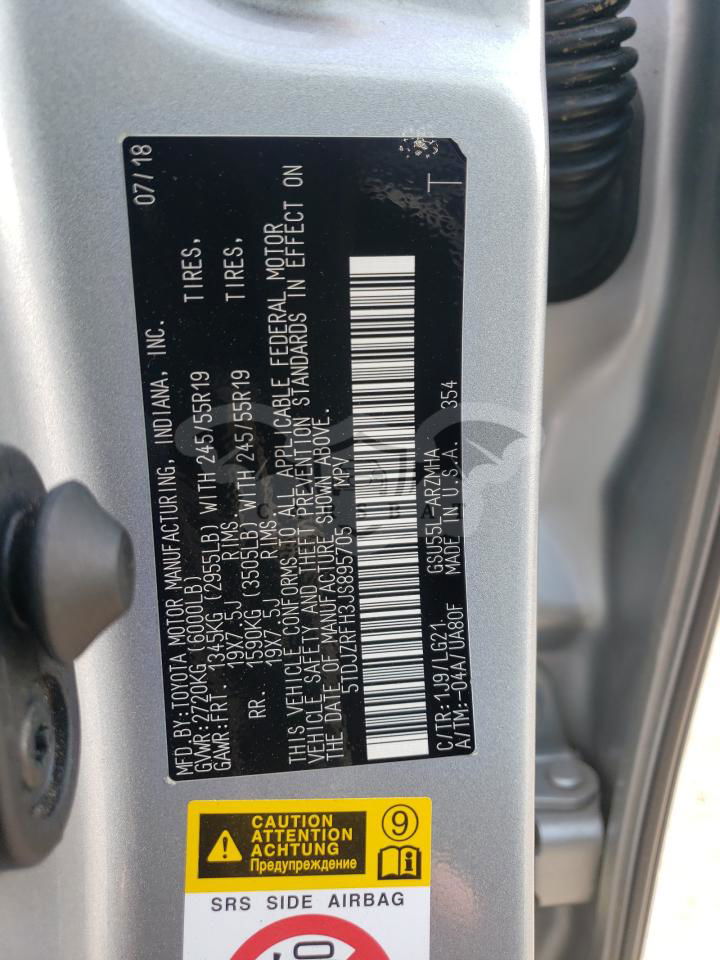 07/18
MFD BY:TOYOTA MOTOR MANUFACTURING, INDIANA, INC.
GVWR:2720KG (6000LB)
GAWR:FRT. 1345KG (2955LB) WITH 245/55R19 TIRES,
19X7.5J RIMS.
RR. 1590KG (3505LB) WITH 245/55R19 TIRES,
19X7.5J RIMS
THIS VEHICLE CONFORMS TO ALL APPLICABLE FEDERAL MOTOR
VEHICLE SAFETY AND THEFT PREVENTION STANDARDS IN EFFECT ON
THE DATE OF MANUFACTURE SHOWN ABOVE.
5TDJZRFH3JS895705 MPV
C/TR:1J9/LG21 GSU55L-ARZMHA
A/TM:-04A/UA80F MADE IN U.S.A. 354
T
CAUTION
ATTENTION
ACHTUNG
Предупреждение
9
SRS SIDE AIRBAG